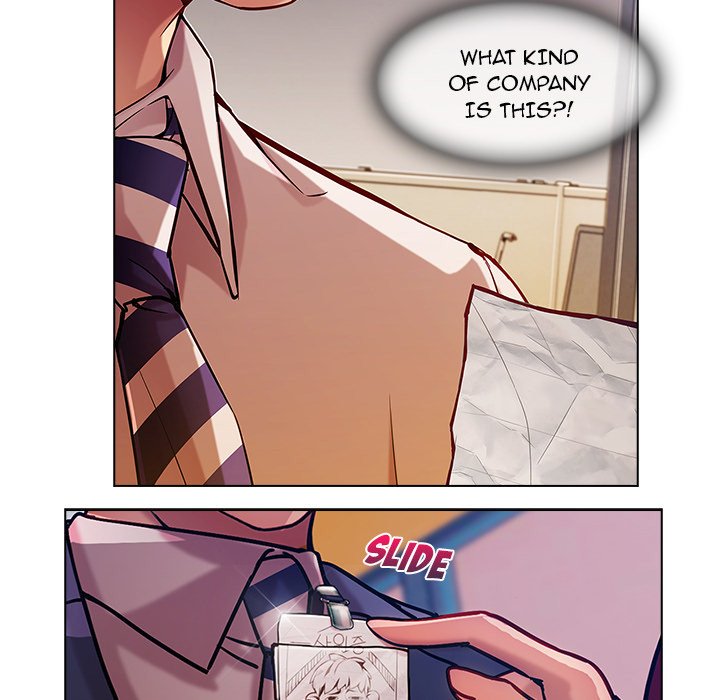 WHAT KIND
OF COMPANY
IS THIS?!
SLIDE
사원증